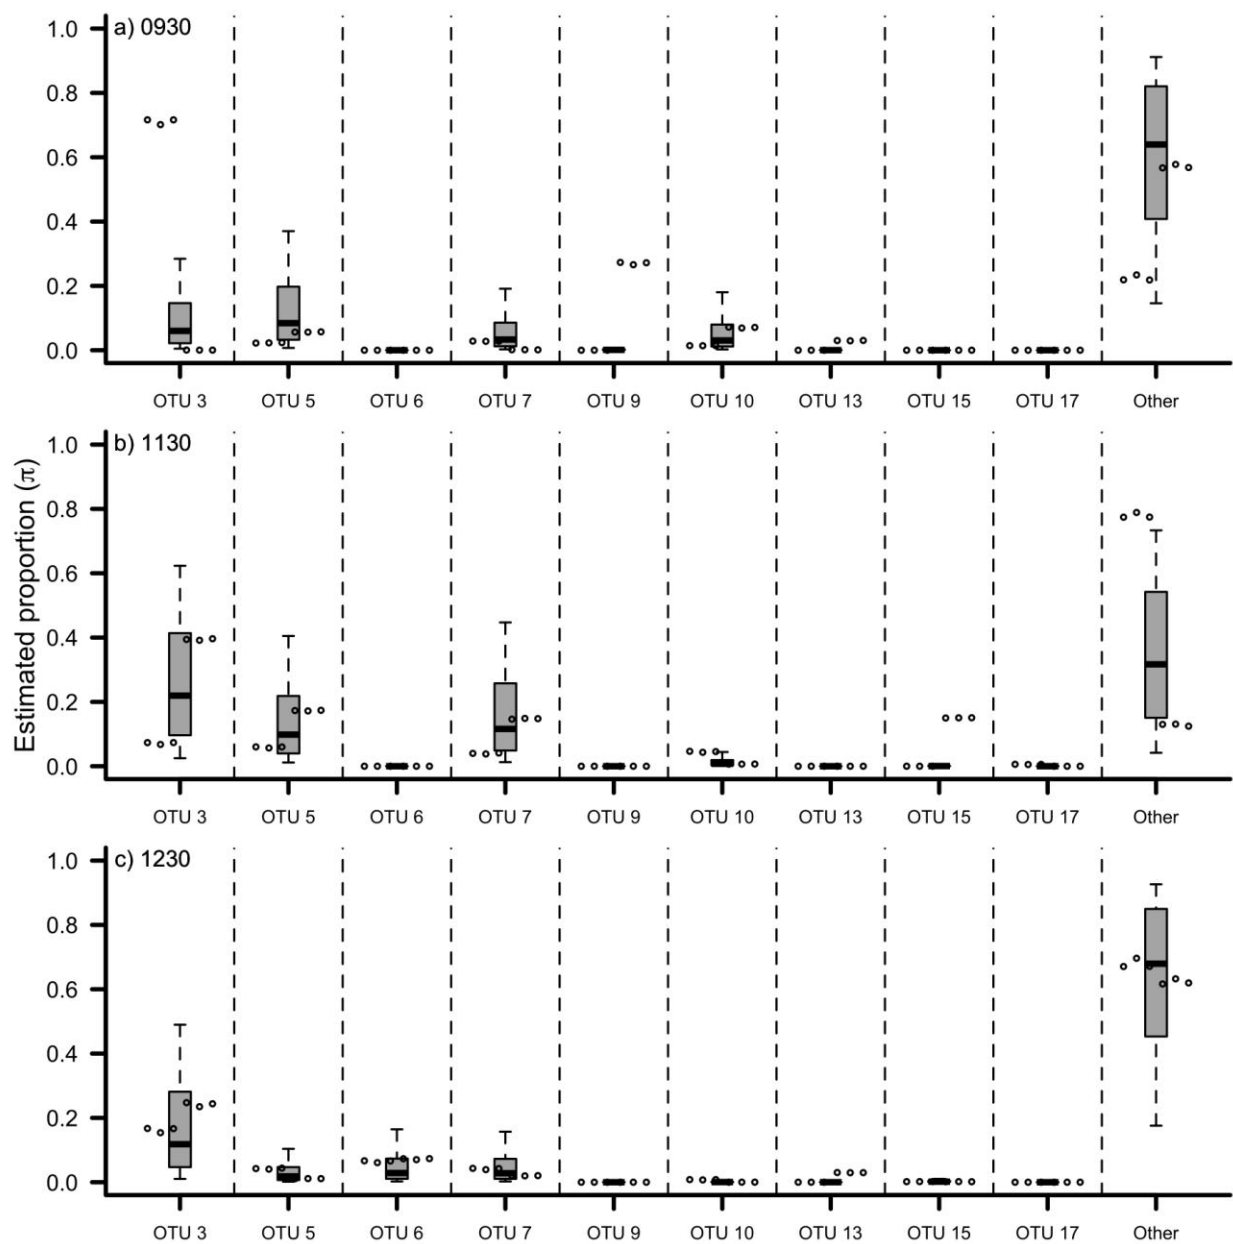 a) 0930
1.0
0.8
0.6
0.4
0.2
0.0
OTU 3 OTU 5 OTU 6 OTU 7 OTU 9 OTU 10 OTU 13 OTU 15 OTU 17 Other
Estimated proportion (π)
b) 1130
1.0
0.8
0.6
0.4
0.2
0.0
OTU 3 OTU 5 OTU 6 OTU 7 OTU 9 OTU 10 OTU 13 OTU 15 OTU 17 Other
c) 1230
1.0
0.8
0.6
0.4
0.2
0.0
OTU 3 OTU 5 OTU 6 OTU 7 OTU 9 OTU 10 OTU 13 OTU 15 OTU 17 Other